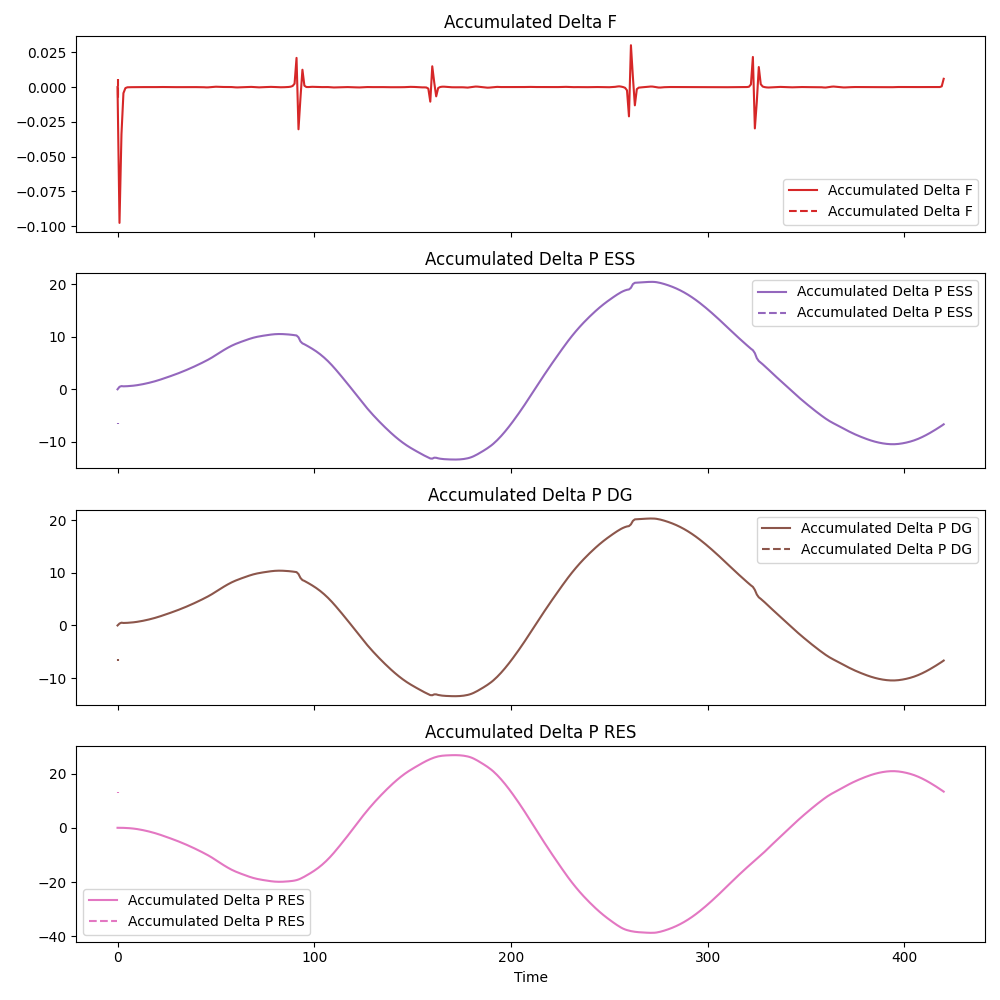 Accumulated Delta F
0.025
0.000
−0.025
−0.050
−0.075
−0.100
Accumulated Delta F
Accumulated Delta F
Accumulated Delta P ESS
20
10
0
−10
Accumulated Delta P ESS
Accumulated Delta P ESS
Accumulated Delta P DG
20
10
0
−10
Accumulated Delta P DG
Accumulated Delta P DG
Accumulated Delta P RES
20
0
−20
−40
Accumulated Delta P RES
Accumulated Delta P RES
0 100 200 300 400
Time